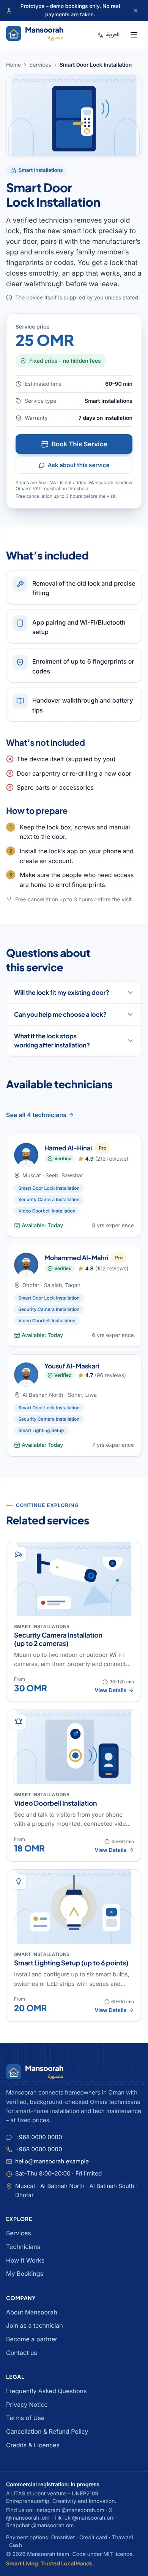 Prototype – demo bookings only. No real
payments are taken.
Mansoorah
منصورة
العربية
Home > Services > Smart Door Lock Installation
Smart Installations
Smart Door
Lock Installation
A verified technician removes your old
lock, fits the new smart lock straight to
your door, pairs it with the manufacturer's
app and enrols every family member's
fingerprints or codes. You get a lock that
closes smoothly, an app that works, and a
clear walkthrough before we leave.
The device itself is supplied by you unless stated.
Service price
25 OMR
Fixed price – no hidden fees
Estimated time 60–90 min
Service type Smart Installations
Warranty 7 days on installation
Book This Service
Ask about this service
Prices are final. VAT is not added: Mansoorah is below
Oman's VAT registration threshold.
Free cancellation up to 3 hours before the visit.
What's included
Removal of the old lock and precise
fitting
App pairing and Wi-Fi/Bluetooth
setup
Enrolment of up to 6 fingerprints or
codes
Handover walkthrough and battery
tips
What's not included
The device itself (supplied by you)
Door carpentry or re-drilling a new door
Spare parts or accessories
How to prepare
1 Keep the lock box, screws and manual
next to the door.
2 Install the lock's app on your phone and
create an account.
3 Make sure the people who need access
are home to enrol fingerprints.
Free cancellation up to 3 hours before the visit.
Questions about
this service
Will the lock fit my existing door?
Can you help me choose a lock?
What if the lock stops
working after installation?
Available technicians
See all 4 technicians →
Hamed Al-Hinai Pro
Verified ★ 4.9 (212 reviews)
Muscat · Seeb, Bawshar
Smart Door Lock Installation
Security Camera Installation
Video Doorbell Installation
Available: Today 8 yrs experience
Mohammed Al-Mahri Pro
Verified ★ 4.8 (102 reviews)
Dhofar · Salalah, Taqah
Smart Door Lock Installation
Security Camera Installation
Video Doorbell Installation
Available: Today 6 yrs experience
Yousuf Al-Maskari
Verified ★ 4.7 (98 reviews)
Al Batinah North · Sohar, Liwa
Smart Door Lock Installation
Security Camera Installation
Smart Lighting Setup
Available: Today 7 yrs experience
CONTINUE EXPLORING
Related services
SMART INSTALLATIONS
Security Camera Installation
(up to 2 cameras)
Mount up to two indoor or outdoor Wi-Fi
cameras, aim them properly and connect...
From 90–120 min
30 OMR View Details →
SMART INSTALLATIONS
Video Doorbell Installation
See and talk to visitors from your phone
with a properly mounted, connected vide...
From 45–60 min
18 OMR View Details →
SMART INSTALLATIONS
Smart Lighting Setup (up to 6 points)
Install and configure up to six smart bulbs,
switches or LED strips with scenes and...
From 60–90 min
20 OMR View Details →
Mansoorah
منصورة
Mansoorah connects homeowners in Oman with
verified, background-checked Omani technicians
for smart-home installation and tech maintenance
– at fixed prices.
+968 0000 0000
+968 0000 0000
hello@mansoorah.example
Sat–Thu 8:00–20:00 · Fri limited
Muscat · Al Batinah North · Al Batinah South ·
Dhofar
EXPLORE
Services
Technicians
How It Works
My Bookings
COMPANY
About Mansoorah
Join as a technician
Become a partner
Contact us
LEGAL
Frequently Asked Questions
Privacy Notice
Terms of Use
Cancellation & Refund Policy
Credits & Licences
Commercial registration: in progress
A UTAS student venture – UNEP2109
Entrepreneurship, Creativity and Innovation.
Find us on: Instagram @mansoorah.om · X
@mansoorah_om · TikTok @mansoorah.om ·
Snapchat @mansoorah.om
Payment options: OmanNet · Credit card · Thawani
· Cash
© 2026 Mansoorah team. Code under MIT licence.
Smart Living, Trusted Local Hands.